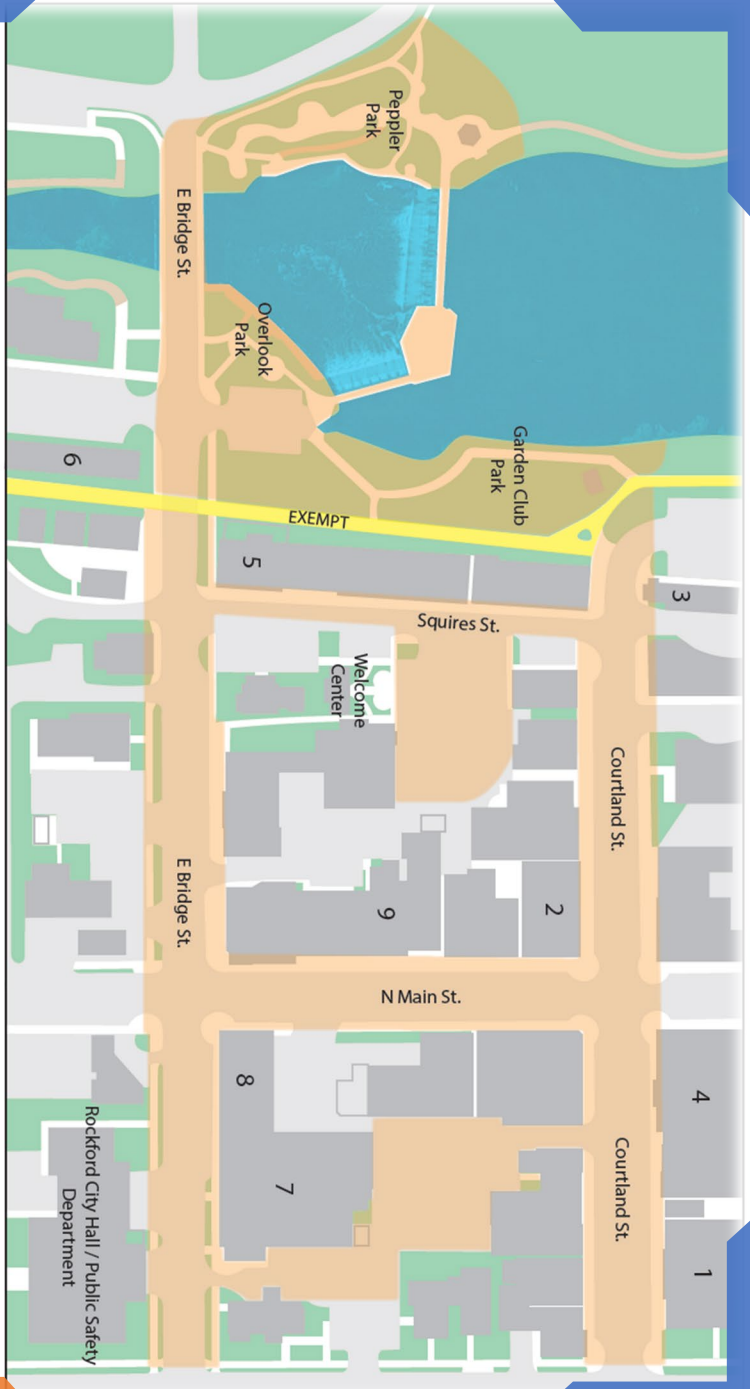 Peppler
Park
E Bridge St.
Overlook
Park
Garden Club
Park
6
EXEMPT
5
3
Squires St.
Welcome
Center
Courtland St.
E Bridge St.
9
2
N Main St.
8
4
7
Courtland St.
Rockford City Hall / Public Safety
Department
1